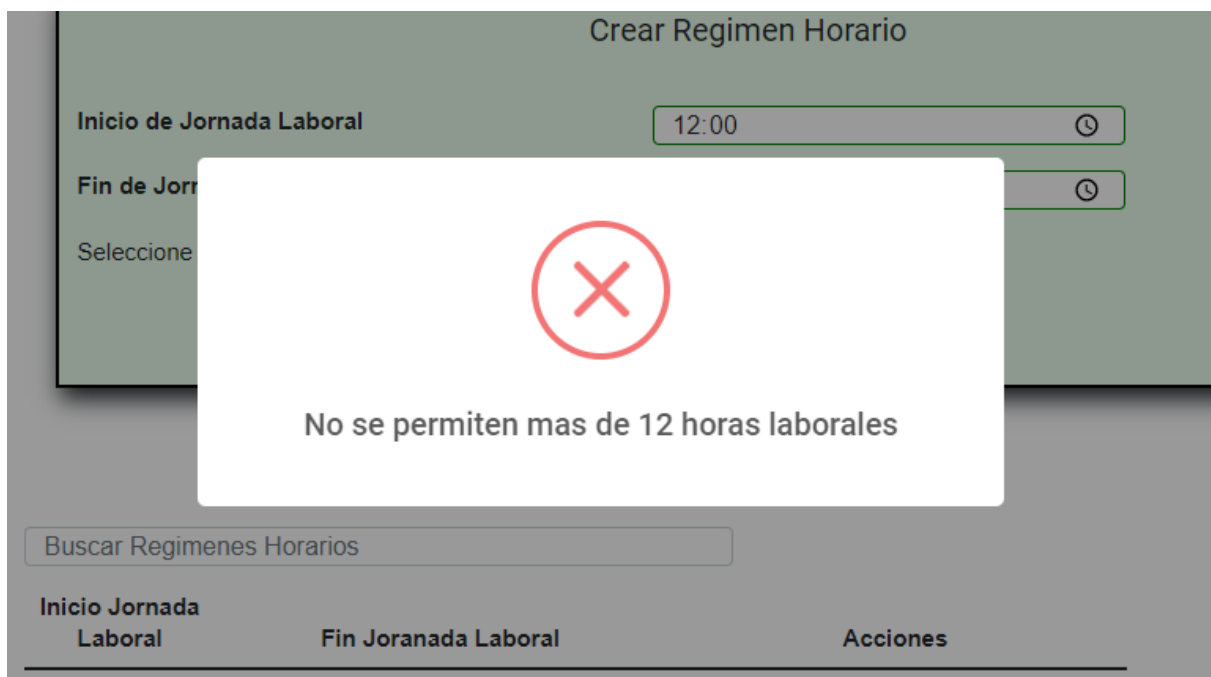 Crear Regimen Horario
Inicio de Jornada Laboral
12:00
Fin de Jorr
Seleccione
No se permiten mas de 12 horas laborales
Buscar Regimenes Horarios
Inicio Jornada
Laboral Fin Joranada Laboral Acciones